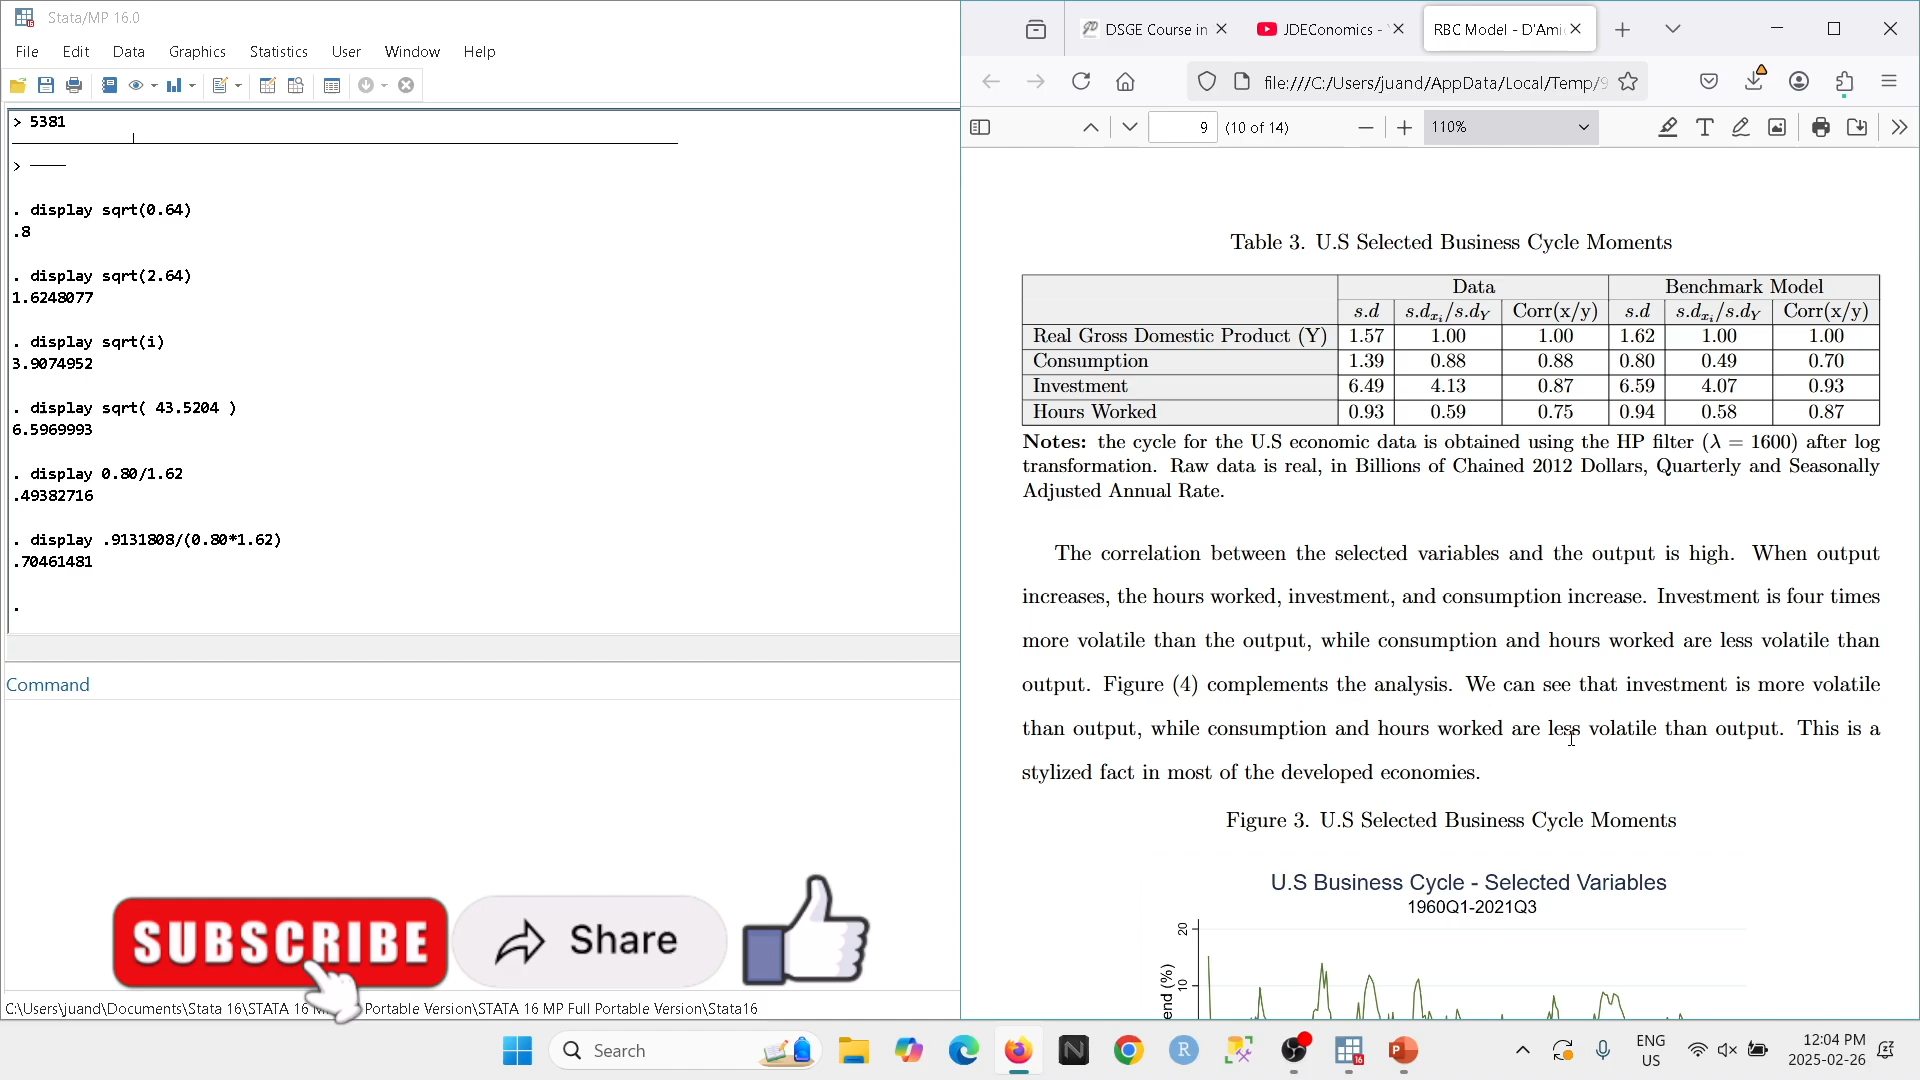 Stata/MP 16.0
File Edit Data Graphics Statistics User Window Help
> 5381
>
. display sqrt(0.64)
.8
. display sqrt(2.64)
1.6248077
. display sqrt(i)
3.9074952
. display sqrt( 43.5204 )
6.5969993
. display 0.80/1.62
.49382716
. display .9131808/(0.80*1.62)
.70461481
.
Command
SUBSCRIBE Share
C:\Users\juand\Documents\Stata 16\STATA 16 Portable Version\STATA 16 MP Full Portable Version\Stata16
DSGE Course in JDEConomics - RBC Model - D'Ami
file:///C:/Users/juand/AppData/Local/Temp/9
9 (10 of 14) 110%
Table 3. U.S Selected Business Cycle Moments
Data Benchmark Model
s.d s.d_{x_i}/s.d_Y Corr(x/y) s.d s.d_{x_i}/s.d_Y Corr(x/y)
Real Gross Domestic Product (Y) 1.57 1.00 1.00 1.62 1.00 1.00
Consumption 1.39 0.88 0.88 0.80 0.49 0.70
Investment 6.49 4.13 0.87 6.59 4.07 0.93
Hours Worked 0.93 0.59 0.75 0.94 0.58 0.87
Notes: the cycle for the U.S economic data is obtained using the HP filter (λ = 1600) after log
transformation. Raw data is real, in Billions of Chained 2012 Dollars, Quarterly and Seasonally
Adjusted Annual Rate.
The correlation between the selected variables and the output is high. When output
increases, the hours worked, investment, and consumption increase. Investment is four times
more volatile than the output, while consumption and hours worked are less volatile than
output. Figure (4) complements the analysis. We can see that investment is more volatile
than output, while consumption and hours worked are less volatile than output. This is a
stylized fact in most of the developed economies.
Figure 3. U.S Selected Business Cycle Moments
U.S Business Cycle - Selected Variables
1960Q1-2021Q3
20
10
end (%)
Search
ENG
US
12:04 PM
2025-02-26